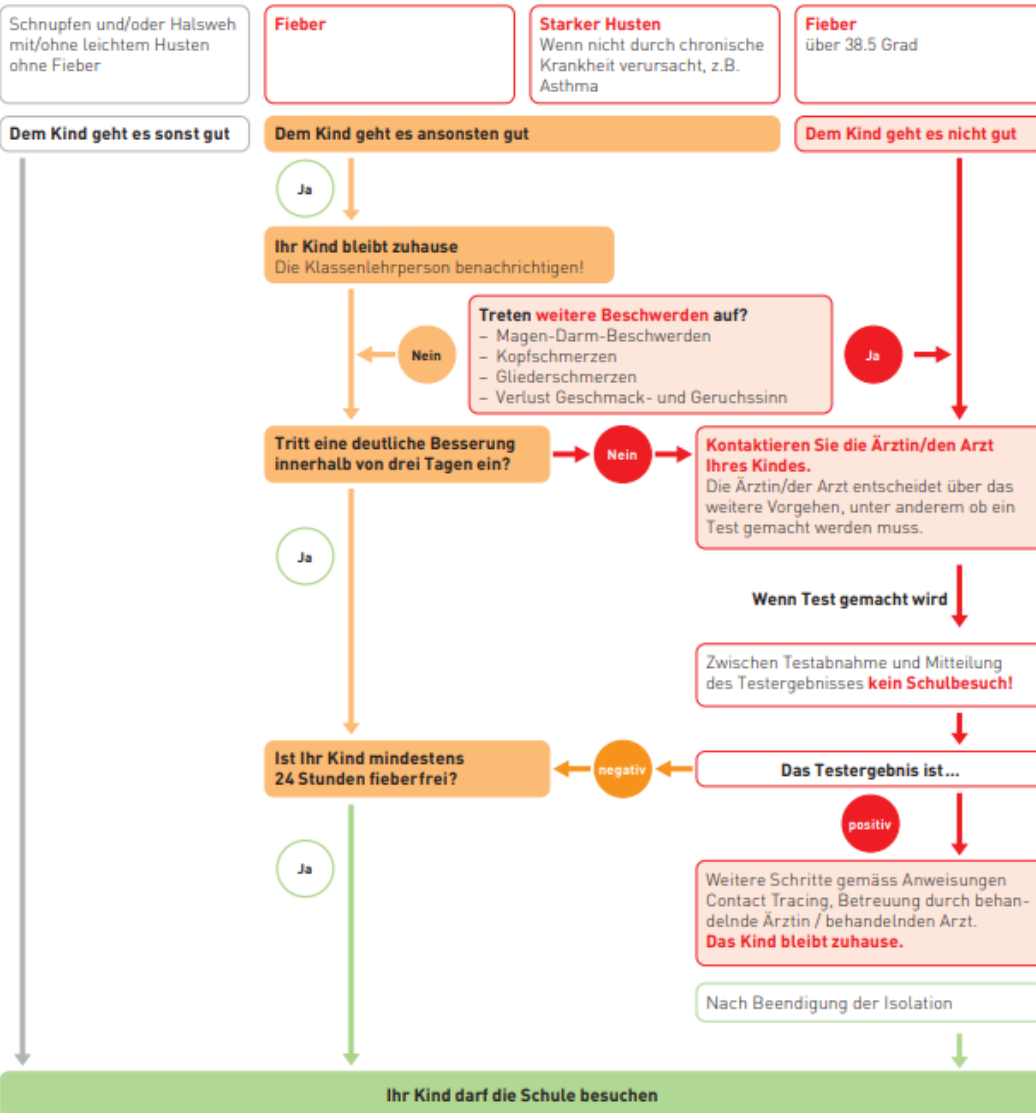 Schnupfen und/oder Halsweh
mit/ohne leichtem Husten
ohne Fieber
Fieber
Starker Husten
Wenn nicht durch chronische
Krankheit verursacht, z.B.
Asthma
Fieber
über 38.5 Grad
Dem Kind geht es sonst gut
Dem Kind geht es ansonsten gut
Dem Kind geht es nicht gut
Ja
Ihr Kind bleibt zuhause
Die Klassenlehrperson benachrichtigen!
Treten weitere Beschwerden auf?
– Magen-Darm-Beschwerden
– Kopfschmerzen
– Gliederschmerzen
– Verlust Geschmack- und Geruchssinn
Nein
Ja
Tritt eine deutliche Besserung
innerhalb von drei Tagen ein?
Nein
Kontaktieren Sie die Ärztin/den Arzt
Ihres Kindes.
Die Ärztin/der Arzt entscheidet über das
weitere Vorgehen, unter anderem ob ein
Test gemacht werden muss.
Ja
Wenn Test gemacht wird
Zwischen Testabnahme und Mitteilung
des Testergebnisses kein Schulbesuch!
Ist Ihr Kind mindestens
24 Stunden fieberfrei?
negativ
Das Testergebnis ist ...
positiv
Ja
Weitere Schritte gemäss Anweisungen
Contact Tracing, Betreuung durch behan-
delnde Ärztin / behandelnden Arzt.
Das Kind bleibt zuhause.
Nach Beendigung der Isolation
Ihr Kind darf die Schule besuchen